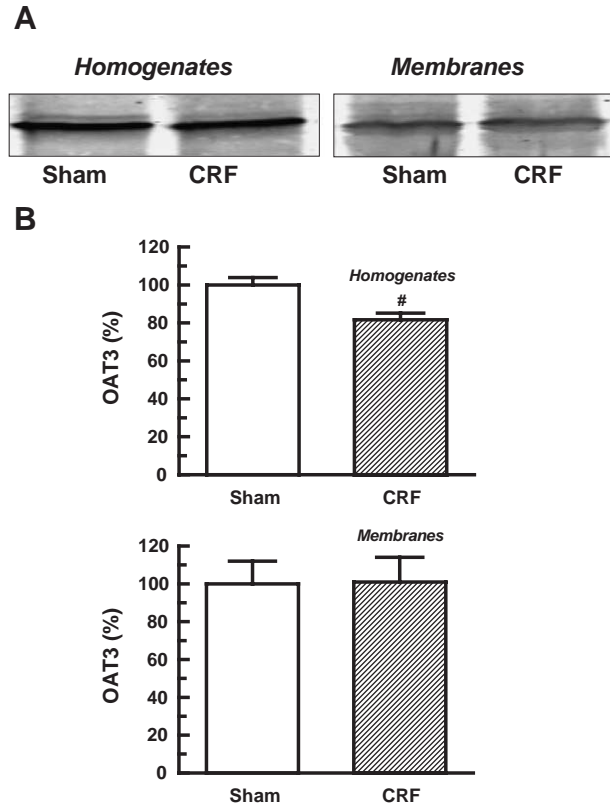 A
Homogenates Membranes
Sham CRF Sham CRF
B
120
100
80
60
40
20
0
OAT3 (%)
Homogenates
#
Sham CRF
120
100
80
60
40
20
0
OAT3 (%)
Membranes
Sham CRF